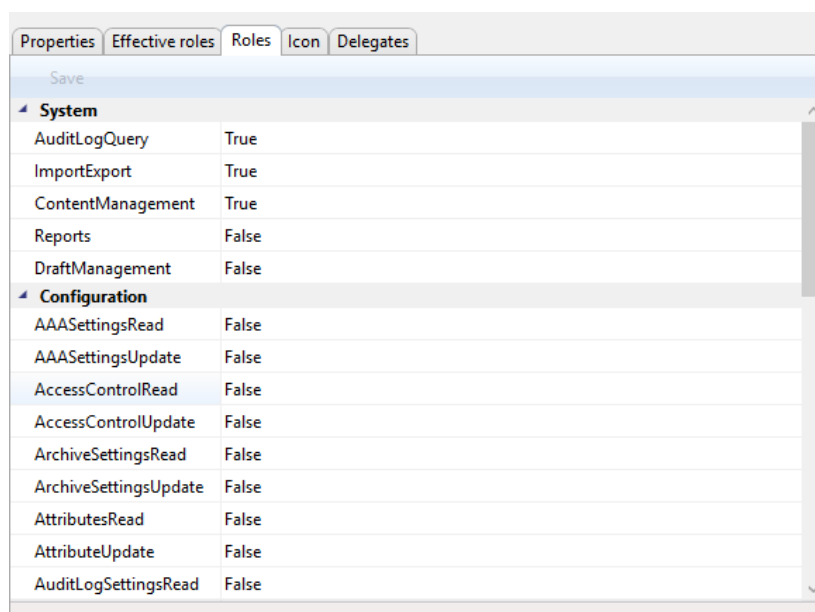 Properties Effective roles Roles Icon Delegates
Save
System
AuditLogQuery True
ImportExport True
ContentManagement True
Reports False
DraftManagement False
Configuration
AAASettingsRead False
AAASettingsUpdate False
AccessControlRead False
AccessControlUpdate False
ArchiveSettingsRead False
ArchiveSettingsUpdate False
AttributesRead False
AttributeUpdate False
AuditLogSettingsRead False